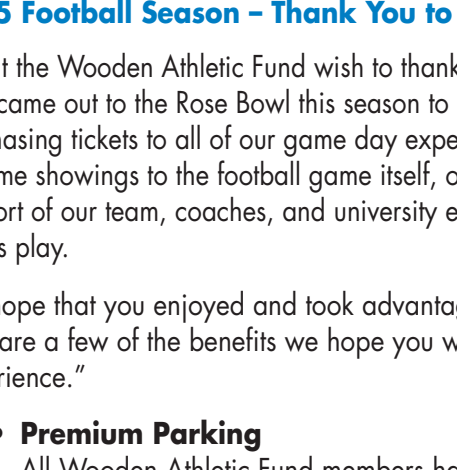 5 Football Season – Thank You to
t the Wooden Athletic Fund wish to thank
came out to the Rose Bowl this season to
hasing tickets to all of our game day expe
me showings to the football game itself, o
ort of our team, coaches, and university e
s play.
hope that you enjoyed and took advantag
are a few of the benefits we hope you w
rience.”
• Premium Parking
All Wooden Athletic Fund members ha